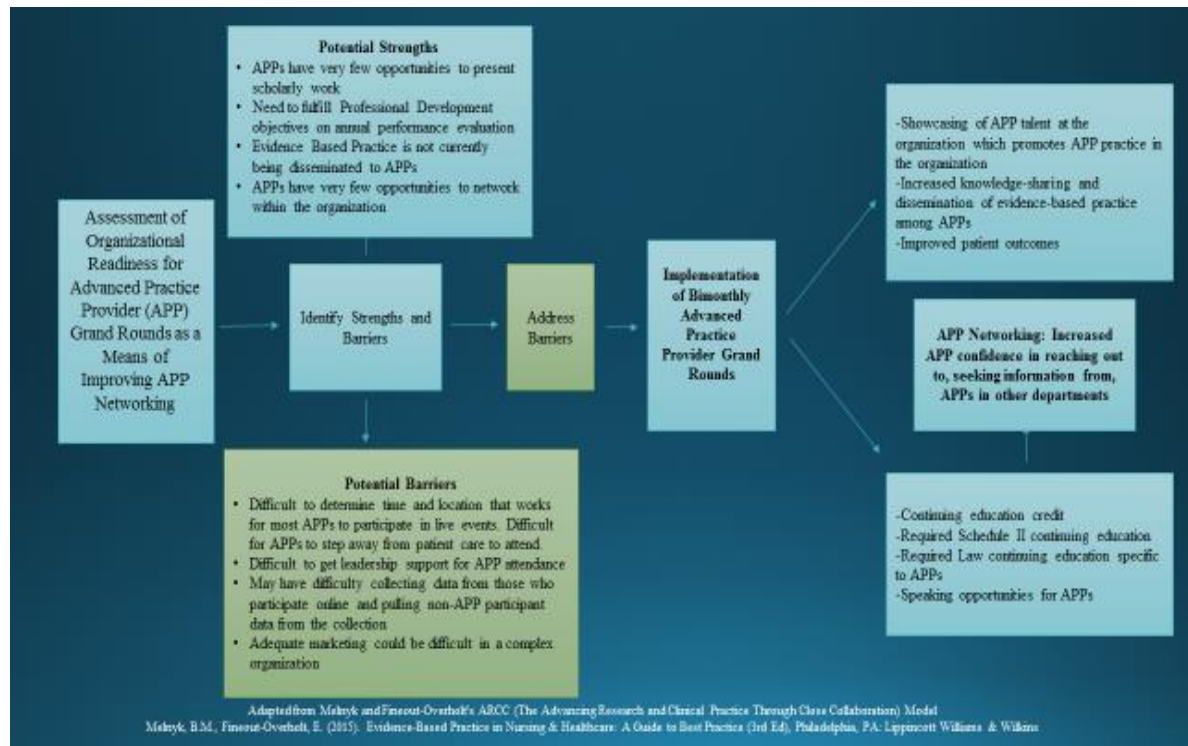 Potential Strengths
• APPs have very few opportunities to present
scholarly work
• Need to fulfill Professional Development
objectives on annual performance evaluation
• Evidence Based Practice is not currently
being disseminated to APPs
• APPs have very few opportunities to network
within the organization
Assessment of
Organizational
Readiness for
Advanced Practice
Provider (APP)
Grand Rounds as a
Means of
Improving APP
Networking
Identify Strengths and
Barriers
Address
Barriers
Potential Barriers
• Difficult to determine time and location that works
for most APPs to participate in live events. Difficult
for APPs to step away from patient care to attend
• Difficult to get leadership support for APP attendance
• May have difficulty collecting data from those who
participate online and pulling non-APP participant
data from the collection
• Adequate marketing could be difficult in a complex
organization
Implementation
of Bimonthly
Advanced
Practice
Provider Grand
Rounds
-Showcasing of APP talent at the
organization which promotes APP practice in
the organization
-Increased knowledge-sharing and
dissemination of evidence-based practice
among APPs
-Improved patient outcomes
APP Networking: Increased
APP confidence in reaching out
to, seeking information from,
APPs in other departments
-Continuing education credit
-Required Schedule II continuing education
-Required Law continuing education specific
to APPs
-Speaking opportunities for APPs
Adapted from Melnyk and Fineout-Overholt's ARCC (The Advancing Research and Clinical Practice Through Close Collaboration) Model
Melnyk, B.M., Fineout-Overholt, E. (2015). Evidence-Based Practice in Nursing & Healthcare: A Guide to Best Practice (3rd Ed), Philadelphia, PA: Lippincott Williams & Wilkins